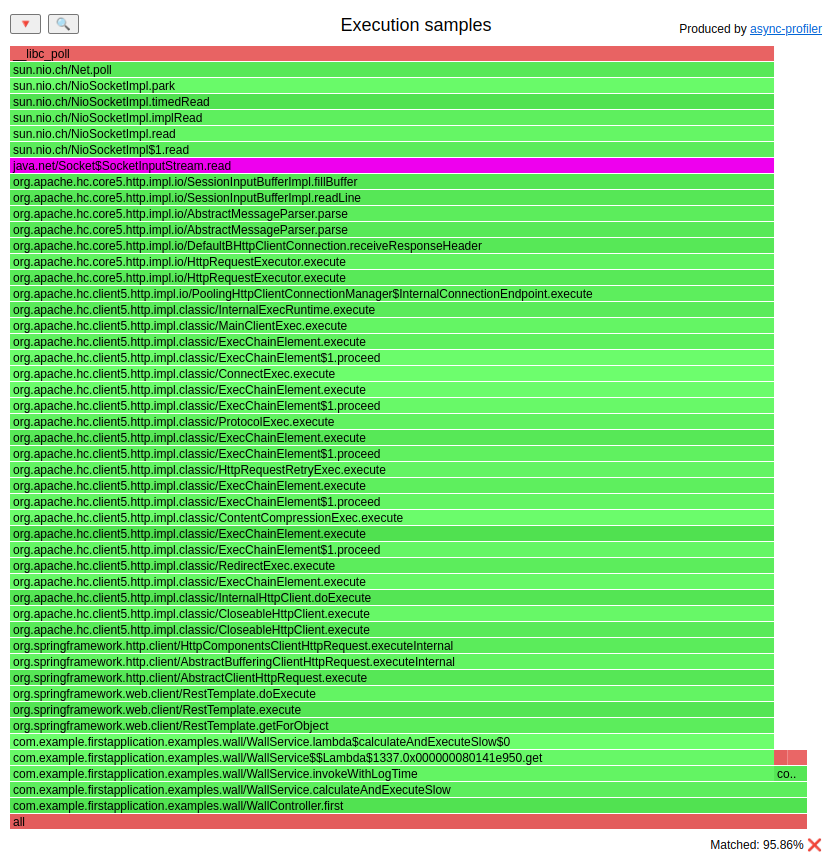 🔻 🔍 Execution samples Produced by async-profiler
__libc_poll
sun.nio.ch/Net.poll
sun.nio.ch/NioSocketImpl.park
sun.nio.ch/NioSocketImpl.timedRead
sun.nio.ch/NioSocketImpl.implRead
sun.nio.ch/NioSocketImpl.read
sun.nio.ch/NioSocketImpl$1.read
java.net/Socket$SocketInputStream.read
org.apache.hc.core5.http.impl.io/SessionInputBufferImpl.fillBuffer
org.apache.hc.core5.http.impl.io/SessionInputBufferImpl.readLine
org.apache.hc.core5.http.impl.io/AbstractMessageParser.parse
org.apache.hc.core5.http.impl.io/AbstractMessageParser.parse
org.apache.hc.core5.http.impl.io/DefaultBHttpClientConnection.receiveResponseHeader
org.apache.hc.core5.http.impl.io/HttpRequestExecutor.execute
org.apache.hc.core5.http.impl.io/HttpRequestExecutor.execute
org.apache.hc.client5.http.impl.io/PoolingHttpClientConnectionManager$InternalConnectionEndpoint.execute
org.apache.hc.client5.http.impl.classic/InternalExecRuntime.execute
org.apache.hc.client5.http.impl.classic/MainClientExec.execute
org.apache.hc.client5.http.impl.classic/ExecChainElement.execute
org.apache.hc.client5.http.impl.classic/ExecChainElement$1.proceed
org.apache.hc.client5.http.impl.classic/ConnectExec.execute
org.apache.hc.client5.http.impl.classic/ExecChainElement.execute
org.apache.hc.client5.http.impl.classic/ExecChainElement$1.proceed
org.apache.hc.client5.http.impl.classic/ProtocolExec.execute
org.apache.hc.client5.http.impl.classic/ExecChainElement.execute
org.apache.hc.client5.http.impl.classic/ExecChainElement$1.proceed
org.apache.hc.client5.http.impl.classic/HttpRequestRetryExec.execute
org.apache.hc.client5.http.impl.classic/ExecChainElement.execute
org.apache.hc.client5.http.impl.classic/ExecChainElement$1.proceed
org.apache.hc.client5.http.impl.classic/ContentCompressionExec.execute
org.apache.hc.client5.http.impl.classic/ExecChainElement.execute
org.apache.hc.client5.http.impl.classic/ExecChainElement$1.proceed
org.apache.hc.client5.http.impl.classic/RedirectExec.execute
org.apache.hc.client5.http.impl.classic/ExecChainElement.execute
org.apache.hc.client5.http.impl.classic/InternalHttpClient.doExecute
org.apache.hc.client5.http.impl.classic/CloseableHttpClient.execute
org.apache.hc.client5.http.impl.classic/CloseableHttpClient.execute
org.springframework.http.client/HttpComponentsClientHttpRequest.executeInternal
org.springframework.http.client/AbstractBufferingClientHttpRequest.executeInternal
org.springframework.http.client/AbstractClientHttpRequest.execute
org.springframework.web.client/RestTemplate.doExecute
org.springframework.web.client/RestTemplate.execute
org.springframework.web.client/RestTemplate.getForObject
com.example.firstapplication.examples.wall/WallService.lambda$calculateAndExecuteSlow$0
com.example.firstapplication.examples.wall/WallService$$Lambda$1337.0x000000080141e950.get
com.example.firstapplication.examples.wall/WallService.invokeWithLogTime co..
com.example.firstapplication.examples.wall/WallService.calculateAndExecuteSlow
com.example.firstapplication.examples.wall/WallController.first
all
Matched: 95.86% ❌